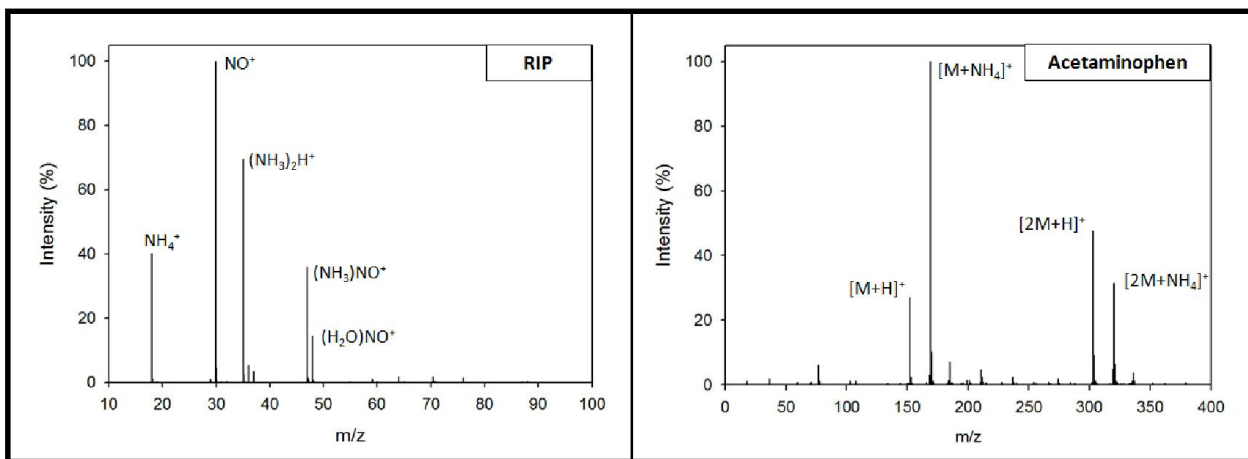 RIP
NO⁺
(NH₃)₂H⁺
NH₄⁺
(NH₃)NO⁺
(H₂O)NO⁺
100
80
60
40
20
0
Intensity (%)
10 20 30 40 50 60 70 80 90 100
m/z
Acetaminophen
[M+NH₄]⁺
[2M+H]⁺
[2M+NH₄]⁺
[M+H]⁺
100
80
60
40
20
0
Intensity (%)
0 50 100 150 200 250 300 350 400
m/z